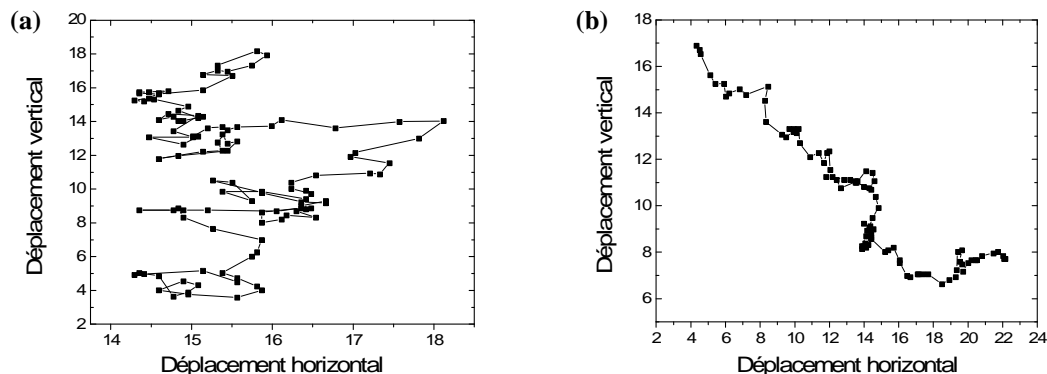 (a)
20
18
16
14
12
10
8
6
4
2
Déplacement vertical
14 15 16 17 18
Déplacement horizontal
(b)
18
16
14
12
10
8
6
Déplacement vertical
2 4 6 8 10 12 14 16 18 20 22 24
Déplacement horizontal